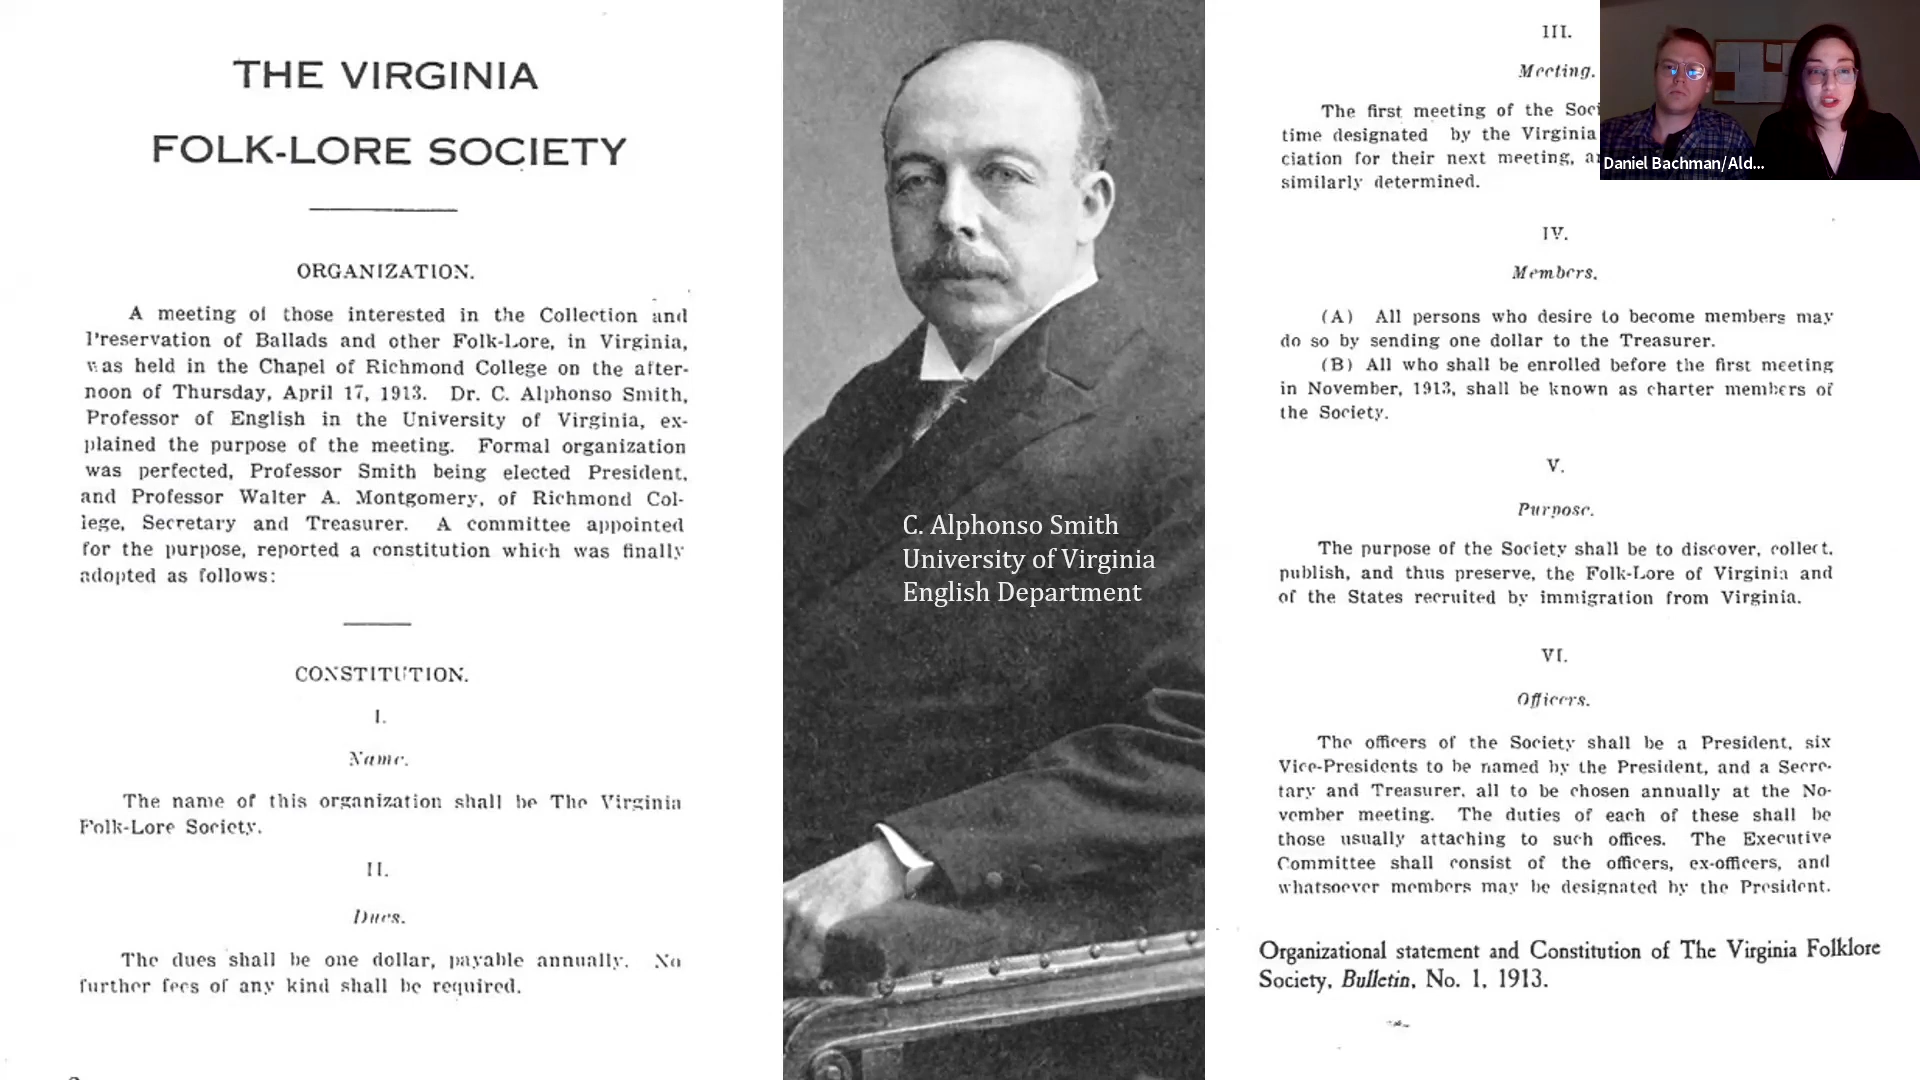 THE VIRGINIA
FOLK-LORE SOCIETY
ORGANIZATION.
A meeting of those interested in the Collection and
Preservation of Ballads and other Folk-Lore, in Virginia,
was held in the Chapel of Richmond College on the after-
noon of Thursday, April 17, 1913. Dr. C. Alphonso Smith,
Professor of English in the University of Virginia, ex-
plained the purpose of the meeting. Formal organization
was perfected, Professor Smith being elected President,
and Professor Walter A. Montgomery, of Richmond Col-
lege, Secretary and Treasurer. A committee appointed
for the purpose, reported a constitution which was finally
adopted as follows:
CONSTITUTION.
I.
Name.
The name of this organization shall be The Virginia
Folk-Lore Society.
II.
Dues.
The dues shall be one dollar, payable annually. No
further fees of any kind shall be required.
C. Alphonso Smith
University of Virginia
English Department
III.
Meeting.
The first meeting of the Soci
time designated by the Virginia
ciation for their next meeting, an
similarly determined.
IV.
Members.
(A) All persons who desire to become members may
do so by sending one dollar to the Treasurer.
(B) All who shall be enrolled before the first meeting
in November, 1913, shall be known as charter members of
the Society.
V.
Purpose.
The purpose of the Society shall be to discover, collect,
publish, and thus preserve, the Folk-Lore of Virginia and
of the States recruited by immigration from Virginia.
VI.
Officers.
The officers of the Society shall be a President, six
Vice-Presidents to be named by the President, and a Secre-
tary and Treasurer, all to be chosen annually at the No-
vember meeting. The duties of each of these shall be
those usually attaching to such offices. The Executive
Committee shall consist of the officers, ex-officers, and
whatsoever members may be designated by the President.
Organizational statement and Constitution of The Virginia Folklore
Society, Bulletin, No. 1, 1913.
Daniel Bachman/Ald...